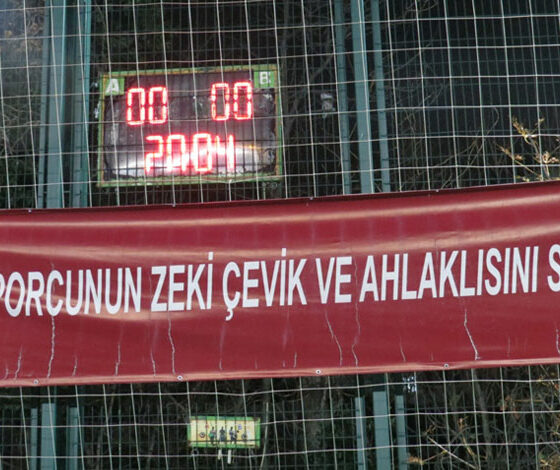 A B
00 00
20:04
PORCUNUN ZEKİ ÇEVİK VE AHLAKLISINI S